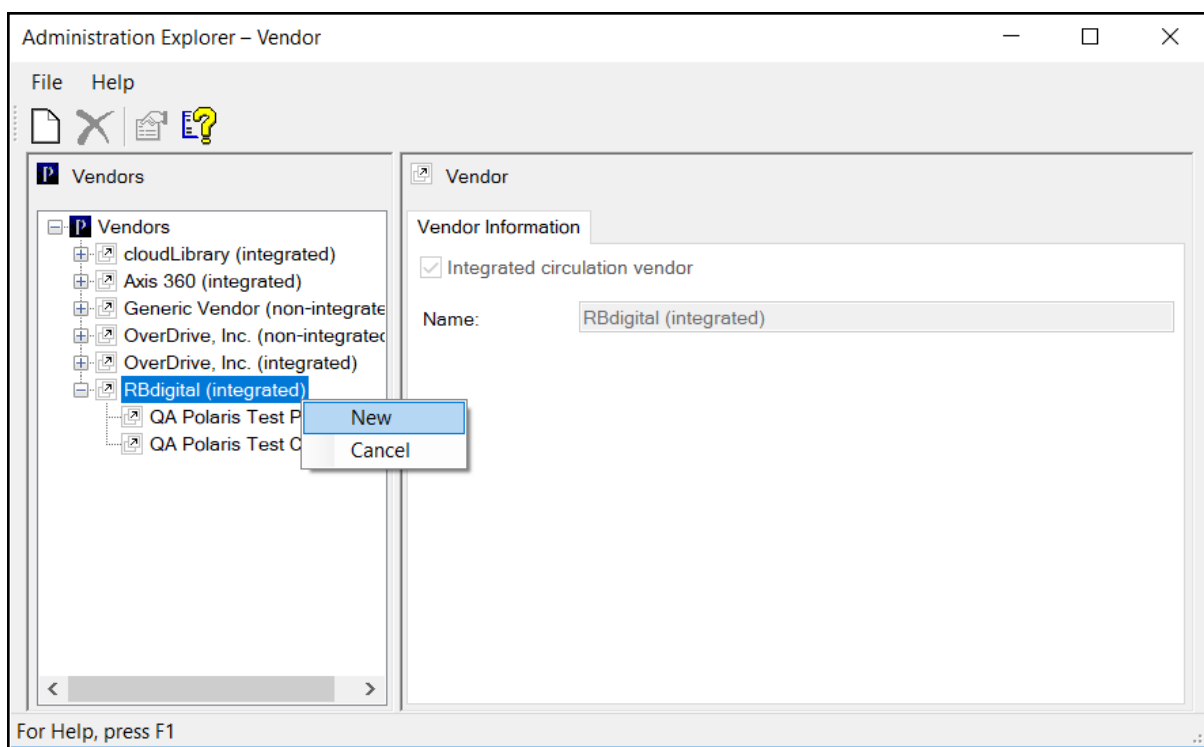 Administration Explorer – Vendor
File Help
P Vendors
Vendor
P Vendors
cloudLibrary (integrated)
Axis 360 (integrated)
Generic Vendor (non-integrate
OverDrive, Inc. (non-integrated
OverDrive, Inc. (integrated)
RBdigital (integrated)
QA Polaris Test P
QA Polaris Test C
New
Cancel
Vendor Information
Integrated circulation vendor
Name: RBdigital (integrated)
For Help, press F1